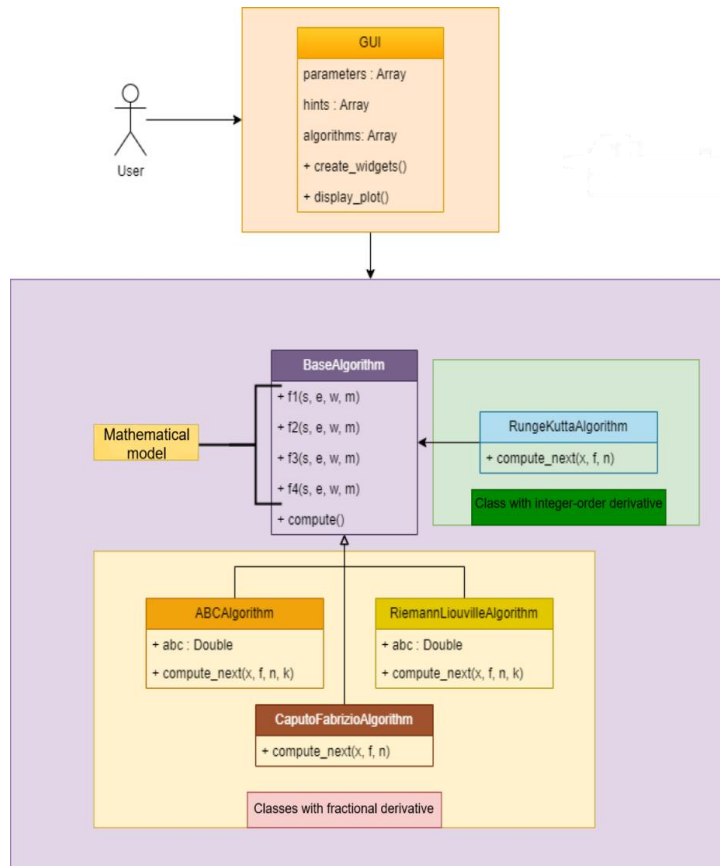 GUI
parameters : Array
hints : Array
algorithms: Array
+ create_widgets()
+ display_plot()
User
BaseAlgorithm
+ f1(s, e, w, m)
+ f2(s, e, w, m)
+ f3(s, e, w, m)
+ f4(s, e, w, m)
+ compute()
Mathematical
model
RungeKuttaAlgorithm
+ compute_next(x, f, n)
Class with integer-order derivative
ABCAlgorithm
+ abc : Double
+ compute_next(x, f, n, k)
RiemannLiouvilleAlgorithm
+ abc : Double
+ compute_next(x, f, n, k)
CaputoFabrizioAlgorithm
+ compute_next(x, f, n)
Classes with fractional derivative